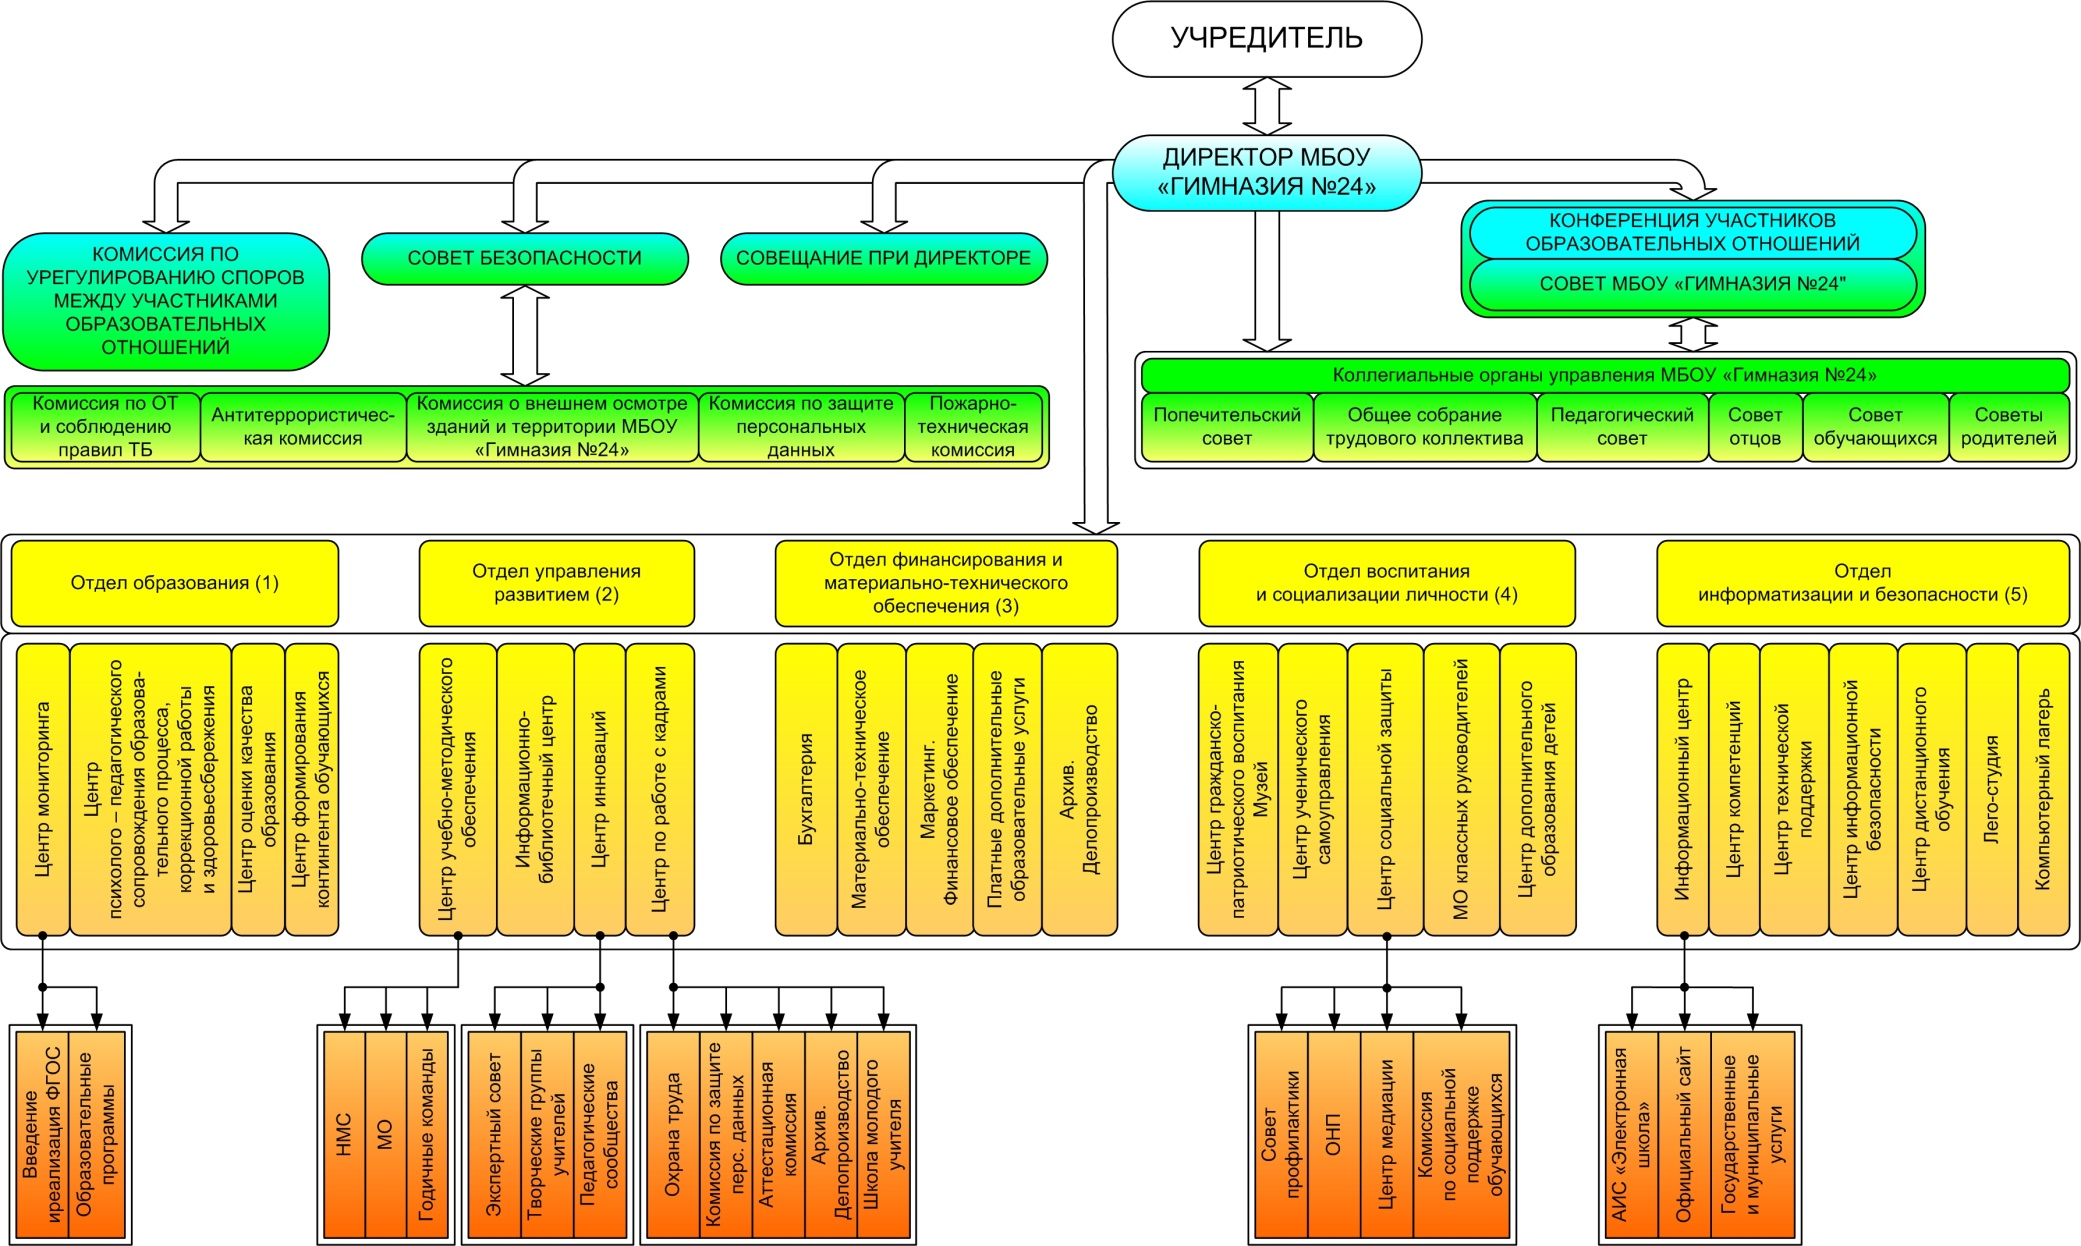 УЧРЕДИТЕЛЬ
ДИРЕКТОР МБОУ
«ГИМНАЗИЯ №24»
КОМИССИЯ ПО
УРЕГУЛИРОВАНИЮ СПОРОВ
МЕЖДУ УЧАСТНИКАМИ
ОБРАЗОВАТЕЛЬНЫХ
ОТНОШЕНИЙ
СОВЕТ БЕЗОПАСНОСТИ
СОВЕЩАНИЕ ПРИ ДИРЕКТОРЕ
КОНФЕРЕНЦИЯ УЧАСТНИКОВ
ОБРАЗОВАТЕЛЬНЫХ ОТНОШЕНИЙ
СОВЕТ МБОУ «ГИМНАЗИЯ №24"
Комиссия по ОТ
и соблюдению
правил ТБ
Антитеррористичес-
кая комиссия
Комиссия о внешнем осмотре
зданий и территории МБОУ
«Гимназия №24»
Комиссия по защите
персональных
данных
Пожарно-
техническая
комиссия
Коллегиальные органы управления МБОУ «Гимназия №24»
Попечительский
совет
Общее собрание
трудового коллектива
Педагогический
совет
Совет
отцов
Совет
обучающихся
Советы
родителей
Отдел образования (1)
Отдел управления
развитием (2)
Отдел финансирования и
материально-технического
обеспечения (3)
Отдел воспитания
и социализации личности (4)
Отдел
информатизации и безопасности (5)
Центр мониторинга
Центр
психолого – педагогического
сопровождения образова-
тельного процесса,
коррекционной работы
и здоровьесбережения
Центр оценки качества
образования
Центр формирования
контингента обучающихся
Центр учебно-методического
обеспечения
Информационно-
библиотечный центр
Центр инноваций
Центр по работе с кадрами
Бухгалтерия
Материально-техническое
обеспечение
Маркетинг.
Финансовое обеспечение
Платные дополнительные
образовательные услуги
Архив.
Делопроизводство
Центр гражданско-
патриотического воспитания
Музей
Центр ученического
самоуправления
Центр социальной защиты
МО классных руководителей
Центр дополнительного
образования детей
Информационный центр
Центр компетенций
Центр технической
поддержки
Центр информационной
безопасности
Центр дистанционного
обучения
Лего-студия
Компьютерный лагерь
Введение
иреализация ФГОС
Образовательные
программы
НМС
МО
Годичные команды
Экспертный совет
Творческие группы
учителей
Педагогические
сообщества
Охрана труда
Комиссия по защите
перс. данных
Аттестационная
комиссия
Архив.
Делопроизводство
Школа молодого
учителя
Совет
профилактики
ОНП
Центр медиации
Комиссия
по социальной
поддержке
обучающихся
АИС «Электронная
школа»
Официальный сайт
Государственные
и муниципальные
услуги